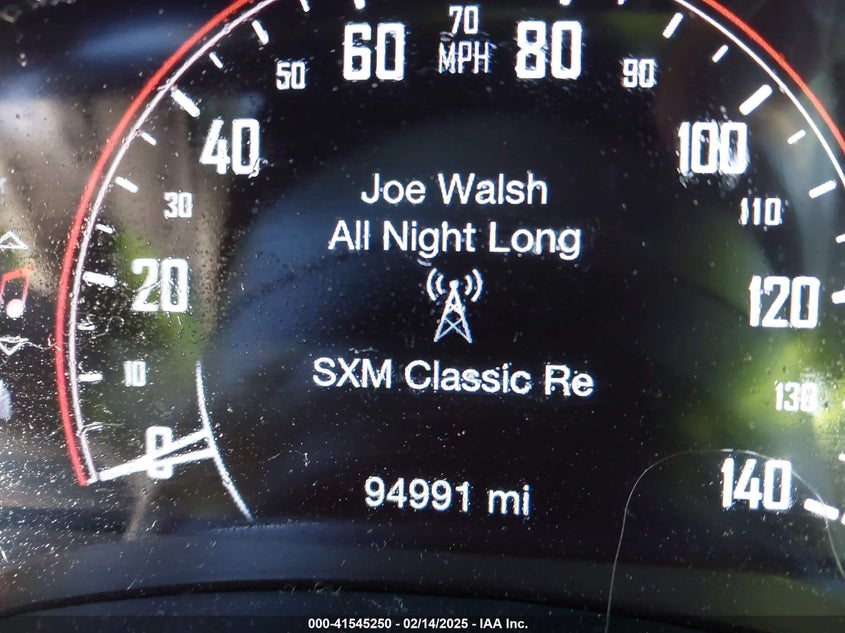 70
60 MPH 80
50 90
40 100
Joe Walsh
30 110
All Night Long
20 120
SXM Classic Re
10 130
0
94991 mi 140
000-41545250 - 02/14/2025 - IAA Inc.